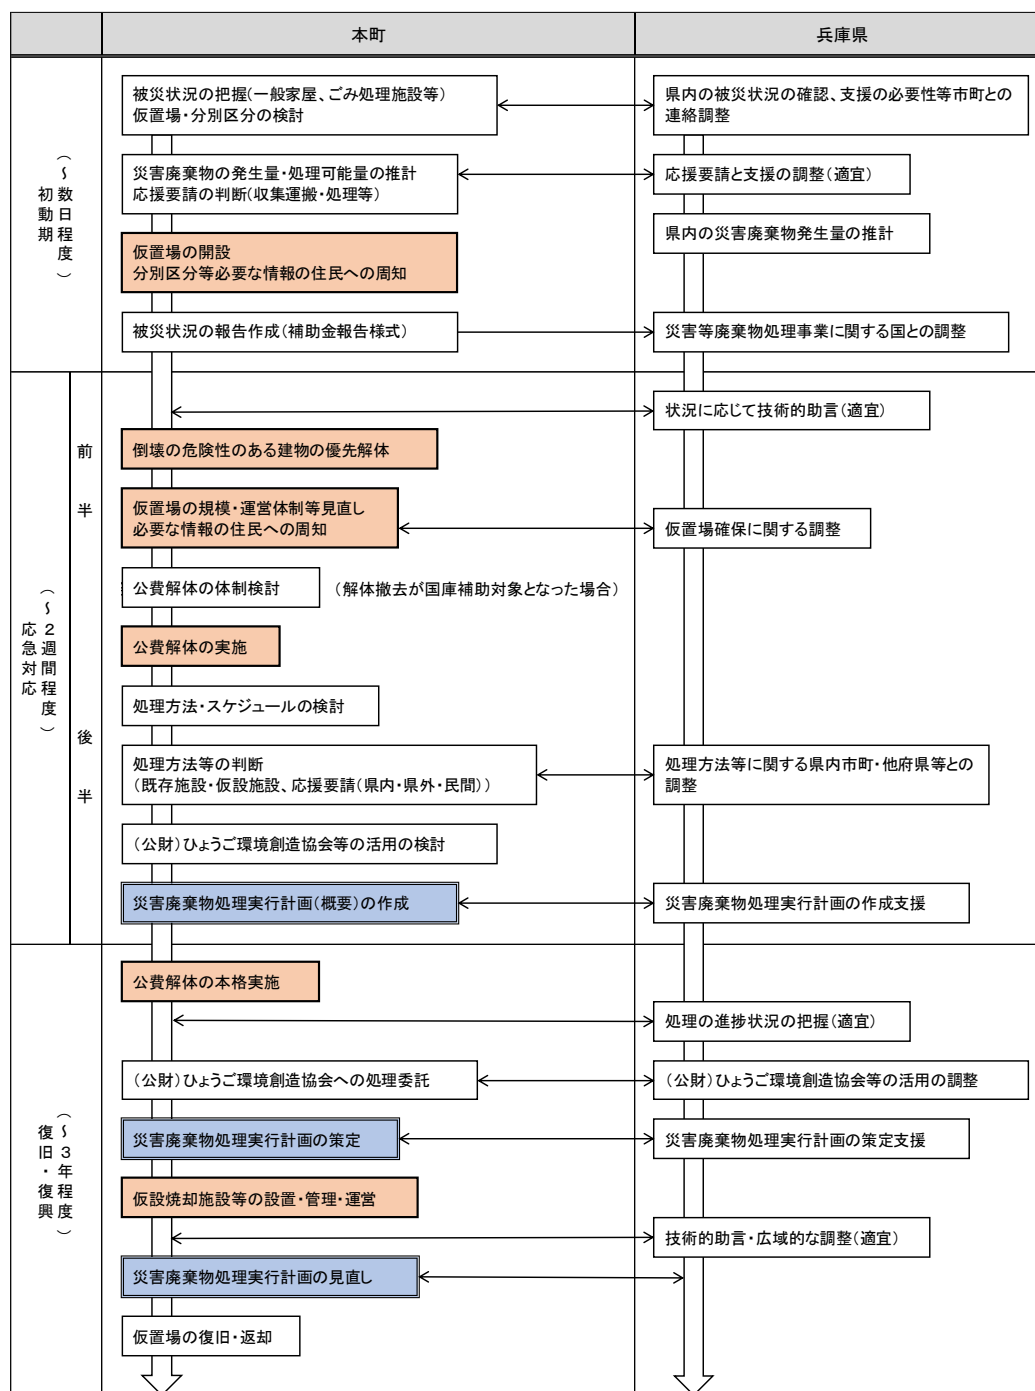 本町
兵庫県
初動期
（～数日程度）
被災状況の把握(一般家屋、ごみ処理施設等)
仮置場・分別区分の検討
県内の被災状況の確認、支援の必要性等市町との
連絡調整
災害廃棄物の発生量・処理可能量の推計
応援要請の判断(収集運搬・処理等)
応援要請と支援の調整(適宜)
県内の災害廃棄物発生量の推計
仮置場の開設
分別区分等必要な情報の住民への周知
被災状況の報告作成(補助金報告様式)
災害等廃棄物処理事業に関する国との調整
応急対応
（～2週間程度）
前半
状況に応じて技術的助言(適宜)
倒壊の危険性のある建物の優先解体
仮置場の規模・運営体制等見直し
必要な情報の住民への周知
仮置場確保に関する調整
公費解体の体制検討
(解体撤去が国庫補助対象となった場合)
公費解体の実施
処理方法・スケジュールの検討
後半
処理方法等の判断
(既存施設・仮設施設、応援要請(県内・県外・民間))
処理方法等に関する県内市町・他府県等との
調整
(公財)ひょうご環境創造協会等の活用の検討
災害廃棄物処理実行計画(概要)の作成
災害廃棄物処理実行計画の作成支援
復旧・復興
（～3年程度）
公費解体の本格実施
処理の進捗状況の把握(適宜)
(公財)ひょうご環境創造協会への処理委託
(公財)ひょうご環境創造協会等の活用の調整
災害廃棄物処理実行計画の策定
災害廃棄物処理実行計画の策定支援
仮設焼却施設等の設置・管理・運営
技術的助言・広域的な調整(適宜)
災害廃棄物処理実行計画の見直し
仮置場の復旧・返却